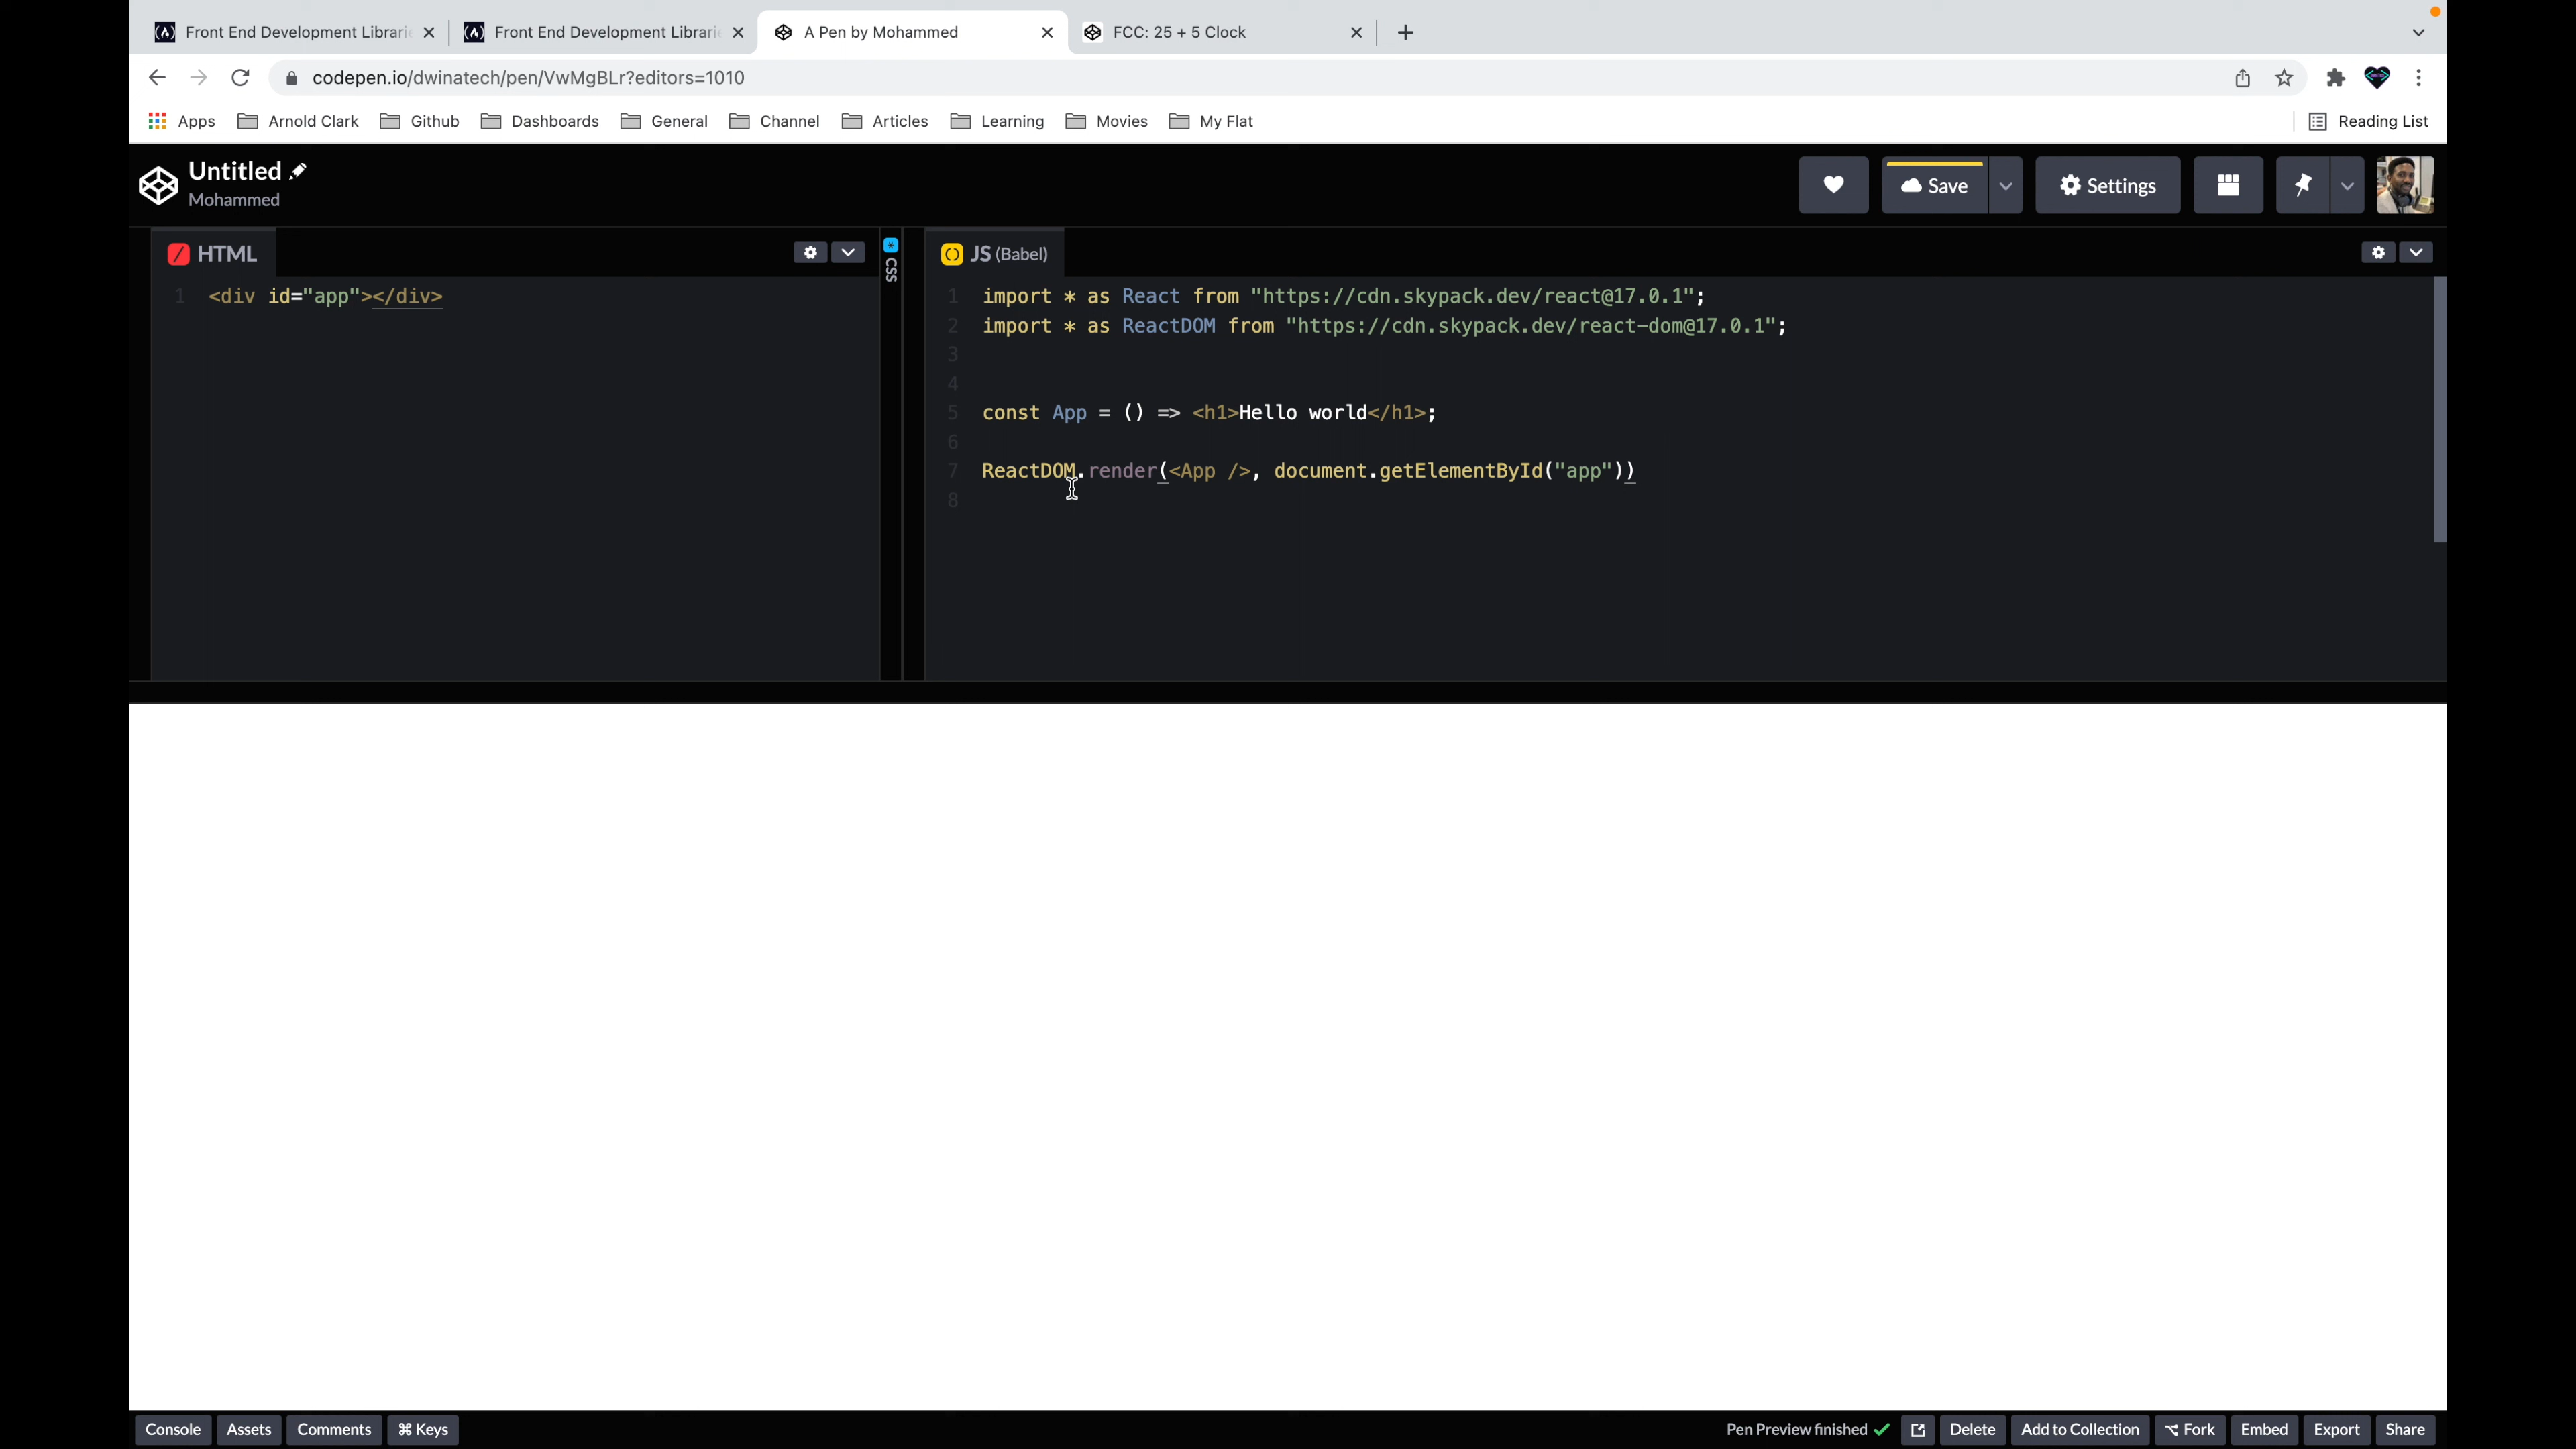 Front End Development Librari
Front End Development Librari
A Pen by Mohammed
FCC: 25 + 5 Clock
codepen.io/dwinatech/pen/VwMgBLr?editors=1010
Apps
Arnold Clark
Github
Dashboards
General
Channel
Articles
Learning
Movies
My Flat
Reading List
Untitled
Mohammed
Save
Settings
HTML
CSS
JS (Babel)
1 <div id="app"></div>
1 import * as React from "https://cdn.skypack.dev/react@17.0.1";
2 import * as ReactDOM from "https://cdn.skypack.dev/react-dom@17.0.1";
3
4
5 const App = () => <h1>Hello world</h1>;
6
7 ReactDOM.render(<App />, document.getElementById("app"))
8
Console
Assets
Comments
⌘ Keys
Pen Preview finished ✓
Delete
Add to Collection
⌥ Fork
Embed
Export
Share